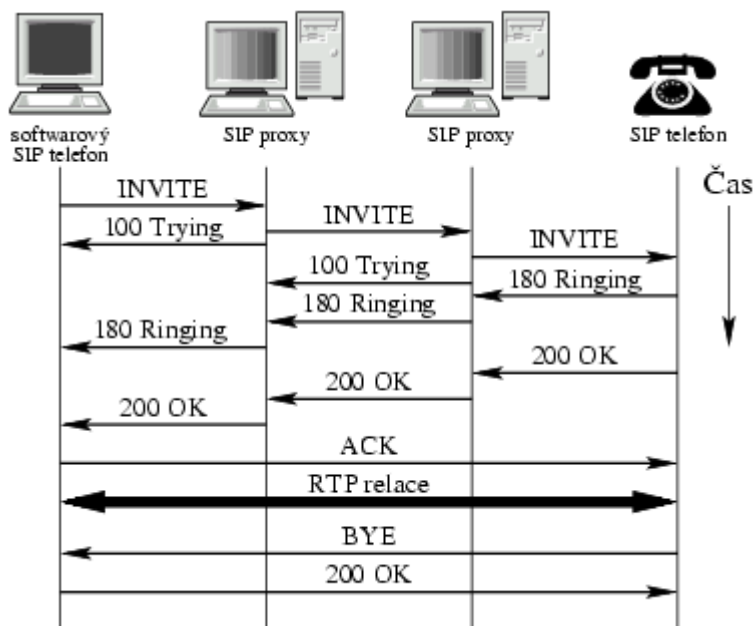 softwarový
SIP telefon
SIP proxy
SIP proxy
SIP telefon
Čas
INVITE
100 Trying
INVITE
INVITE
100 Trying
180 Ringing
180 Ringing
180 Ringing
200 OK
200 OK
200 OK
ACK
RTP relace
BYE
200 OK